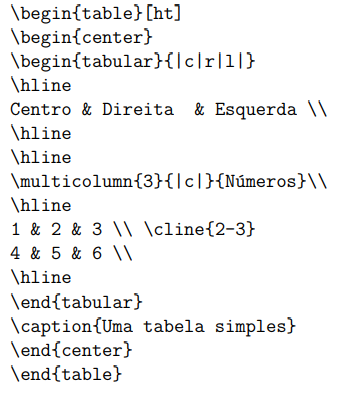 \begin{table}[ht]
\begin{center}
\begin{tabular}{|c|r|l|}
\hline
Centro & Direita  & Esquerda \\
\hline
\hline
\multicolumn{3}{|c|}{Números}\\
\hline
1 & 2 & 3 \\ \cline{2-3}
4 & 5 & 6 \\
\hline
\end{tabular}
\caption{Uma tabela simples}
\end{center}
\end{table}